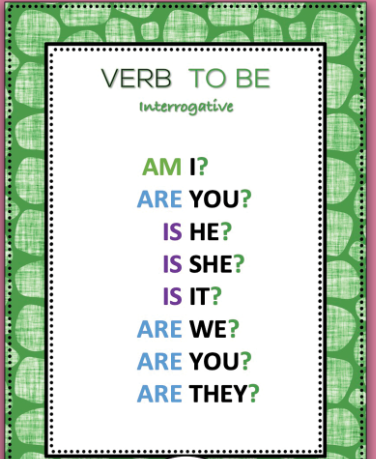 VERB TO BE
Interrogative
AM I?
ARE YOU?
IS HE?
IS SHE?
IS IT?
ARE WE?
ARE YOU?
ARE THEY?